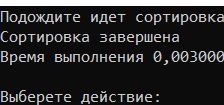 Подождите идет сортировка
Сортировка завершена
Время выполнения 0,003000
Выберете действие: